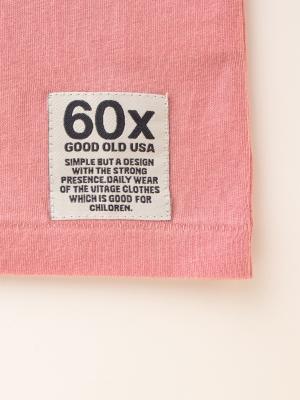 60x
GOOD OLD USA
SIMPLE BUT A DESIGN
WITH THE STRONG
PRESENCE.DAILY WEAR
OF THE VITAGE CLOTHES
WHICH IS GOOD FOR
CHILDREN.